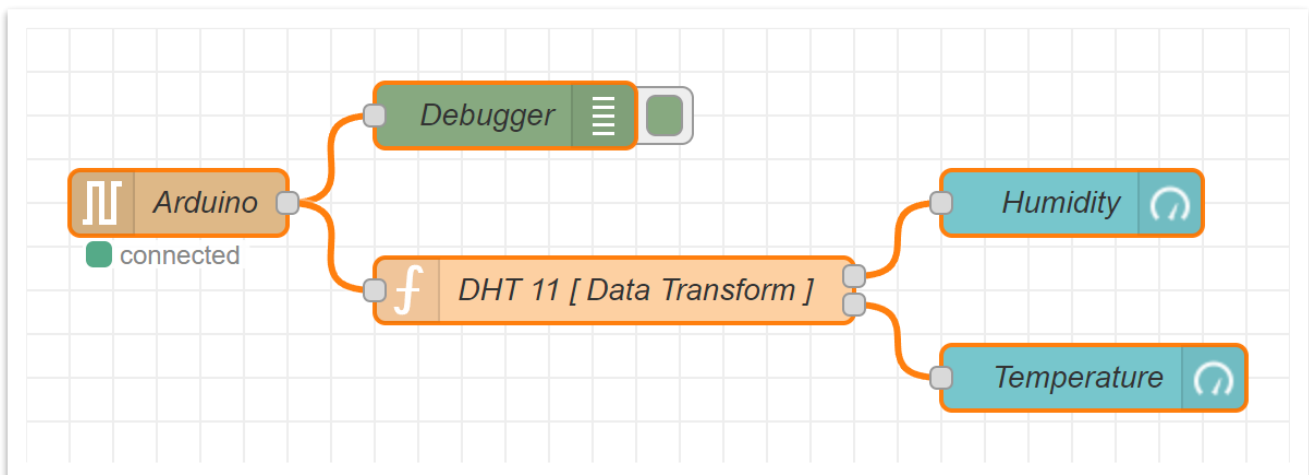 Debugger
Arduino
connected
DHT 11 [ Data Transform ]
Humidity
Temperature